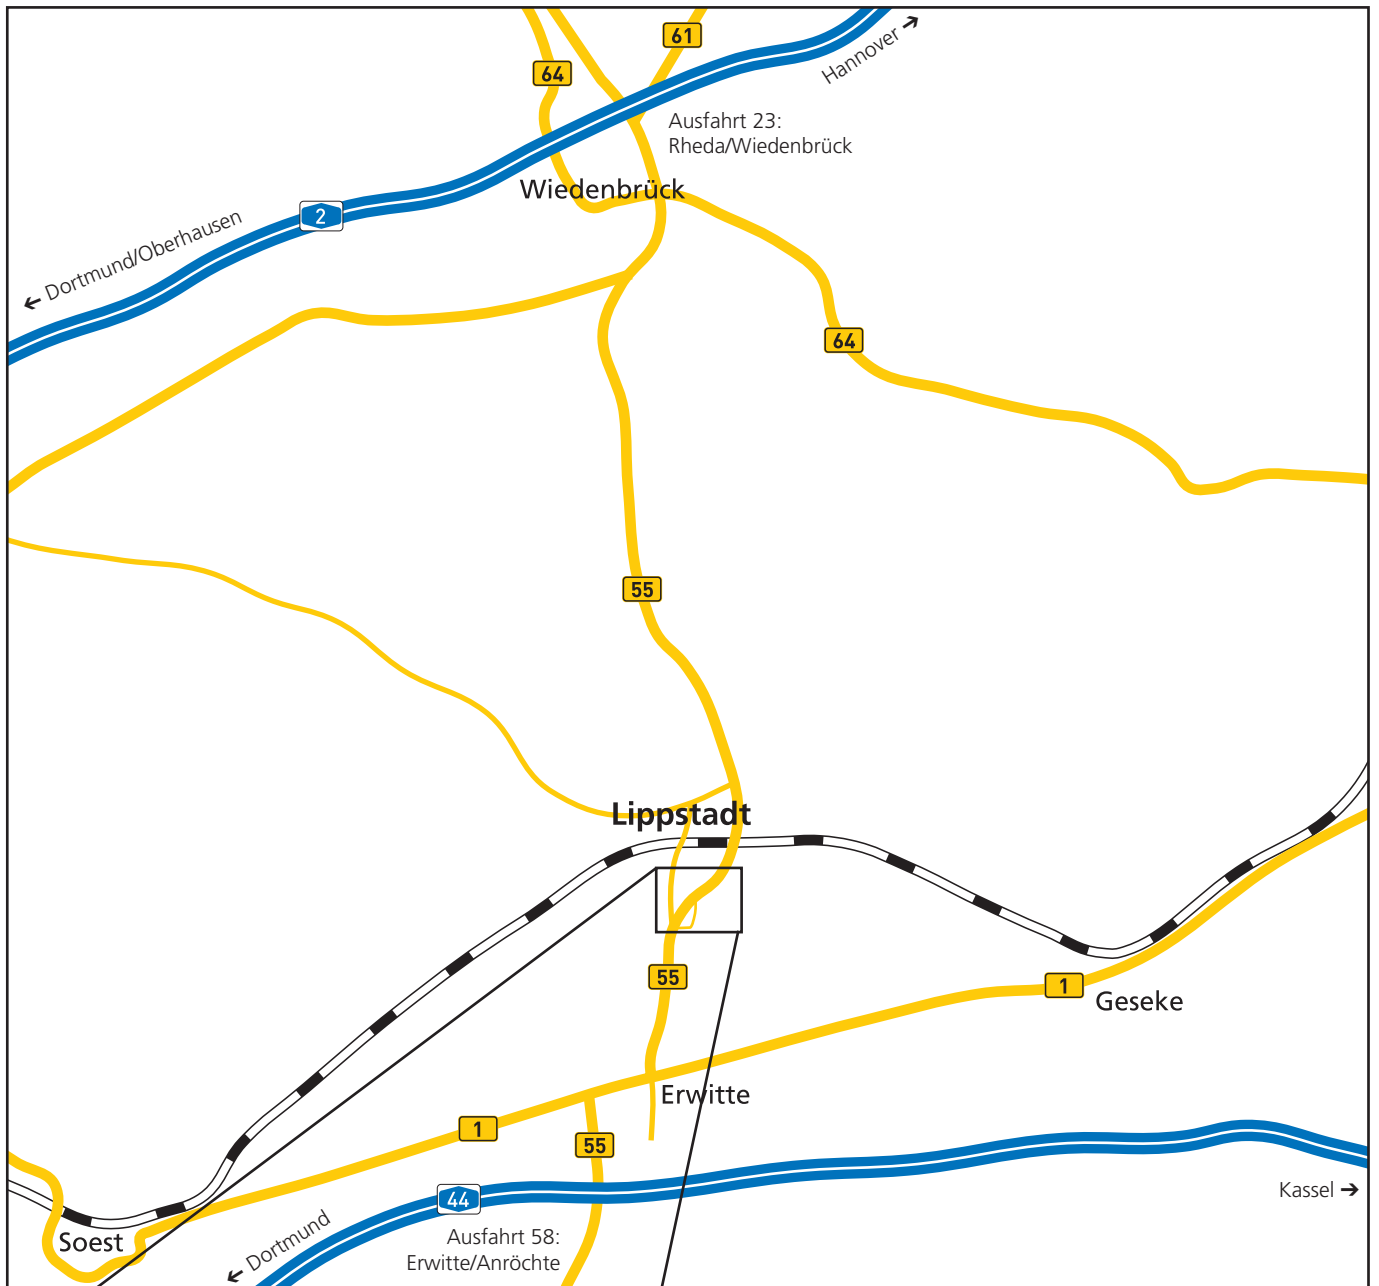 61
Hannover →
64
Ausfahrt 23:
Rheda/Wiedenbrück
Wiedenbrück
2
← Dortmund/Oberhausen
64
55
Lippstadt
55
1
Geseke
Erwitte
1
55
Kassel →
44
Ausfahrt 58:
Erwitte/Anröchte
← Dortmund
Soest